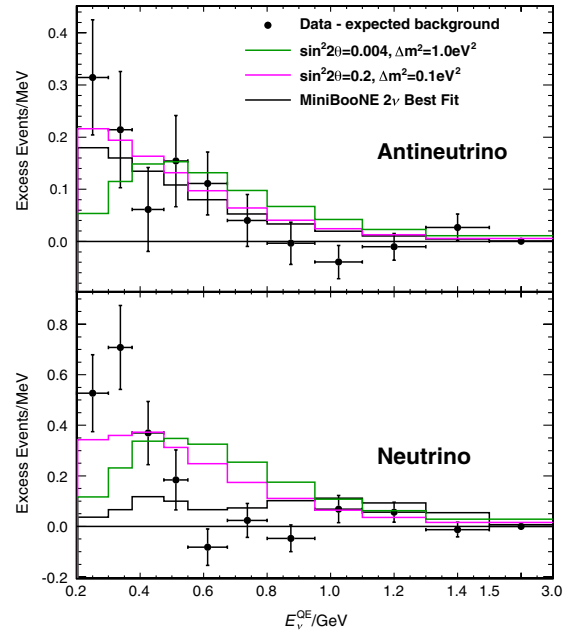 Data - expected background
sin²2θ=0.004, Δm²=1.0eV²
sin²2θ=0.2, Δm²=0.1eV²
MiniBooNE 2ν Best Fit
Antineutrino
Excess Events/MeV
0.4
0.3
0.2
0.1
0.0
Neutrino
Excess Events/MeV
0.8
0.6
0.4
0.2
0.0
-0.2
0.2 0.4 0.6 0.8 1.0 1.2 1.4 1.5 3.0
E_ν^QE/GeV